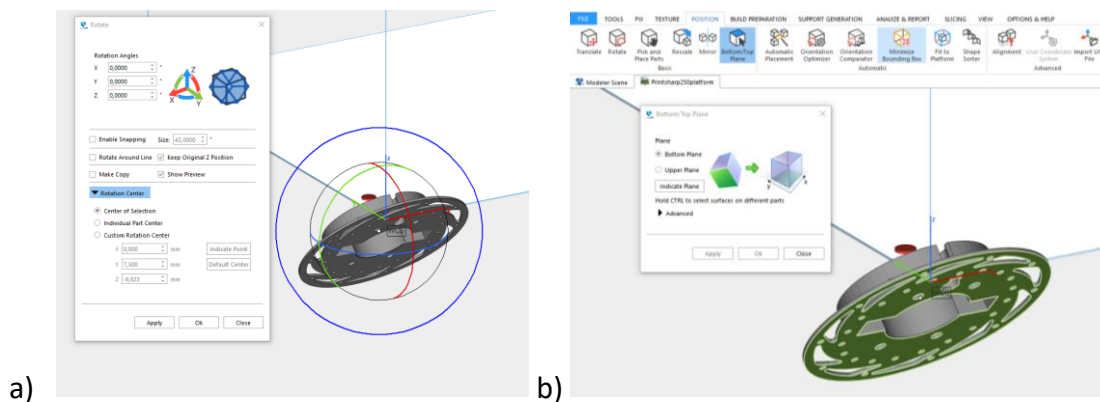 Rotate
Rotation Angles
X 0,0000 °
Y 0,0000 °
Z 0,0000 °
Z
X Y
Enable Snapping Size: 43,0000 °
Rotate Around Line Keep Original Z Position
Make Copy Show Preview
Rotation Center
Center of Selection
Individual Part Center
Custom Rotation Center
X 0,000 mm Indicate Point
Y 7,500 mm Default Center
Z -0,023 mm
Apply Ok Close
z
a)
FILE TOOLS FIX TEXTURE POSITION BUILD PREPARATION SUPPORT GENERATION ANALYZE & REPORT SLICING VIEW OPTIONS & HELP
Translate Rotate Pick and Place Parts Rescale Mirror Bottom/Top Plane Automatic Placement Orientation Optimizer Orientation Comparator Minimize Bounding Box Fit to Platform Shape Sorter Alignment User Coordinate System Import UCS File
Basic Automatic Advanced
Modeler Scene Printsharp250platform
Bottom/Top Plane
Plane
Bottom Plane
Upper Plane
Indicate Plane
y x
Hold CTRL to select surfaces on different parts
Advanced
Apply Ok Close
z
b)